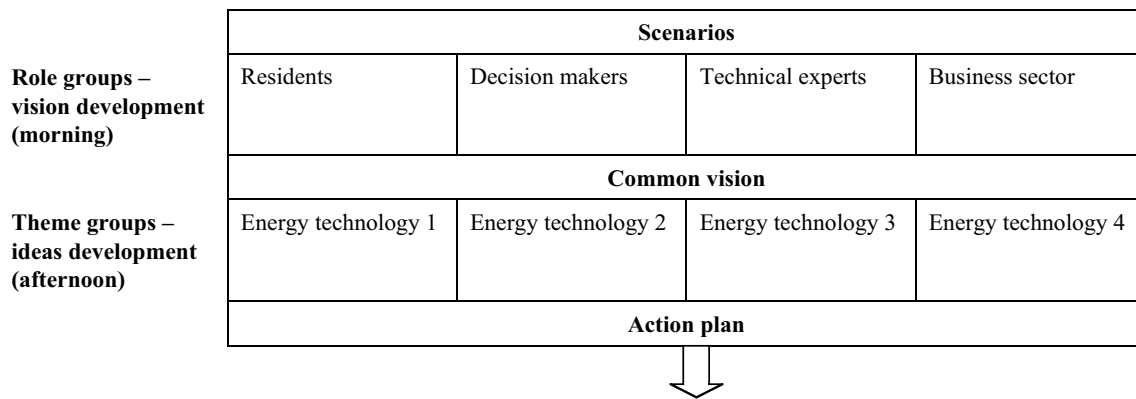 Scenarios
Role groups –
vision development
(morning)
Residents
Decision makers
Technical experts
Business sector
Common vision
Theme groups –
ideas development
(afternoon)
Energy technology 1
Energy technology 2
Energy technology 3
Energy technology 4
Action plan